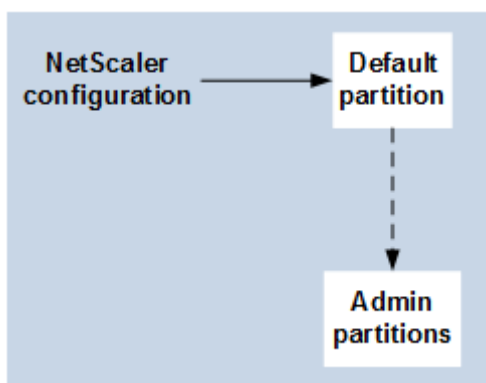 NetScaler
configuration
Default
partition
Admin
partitions